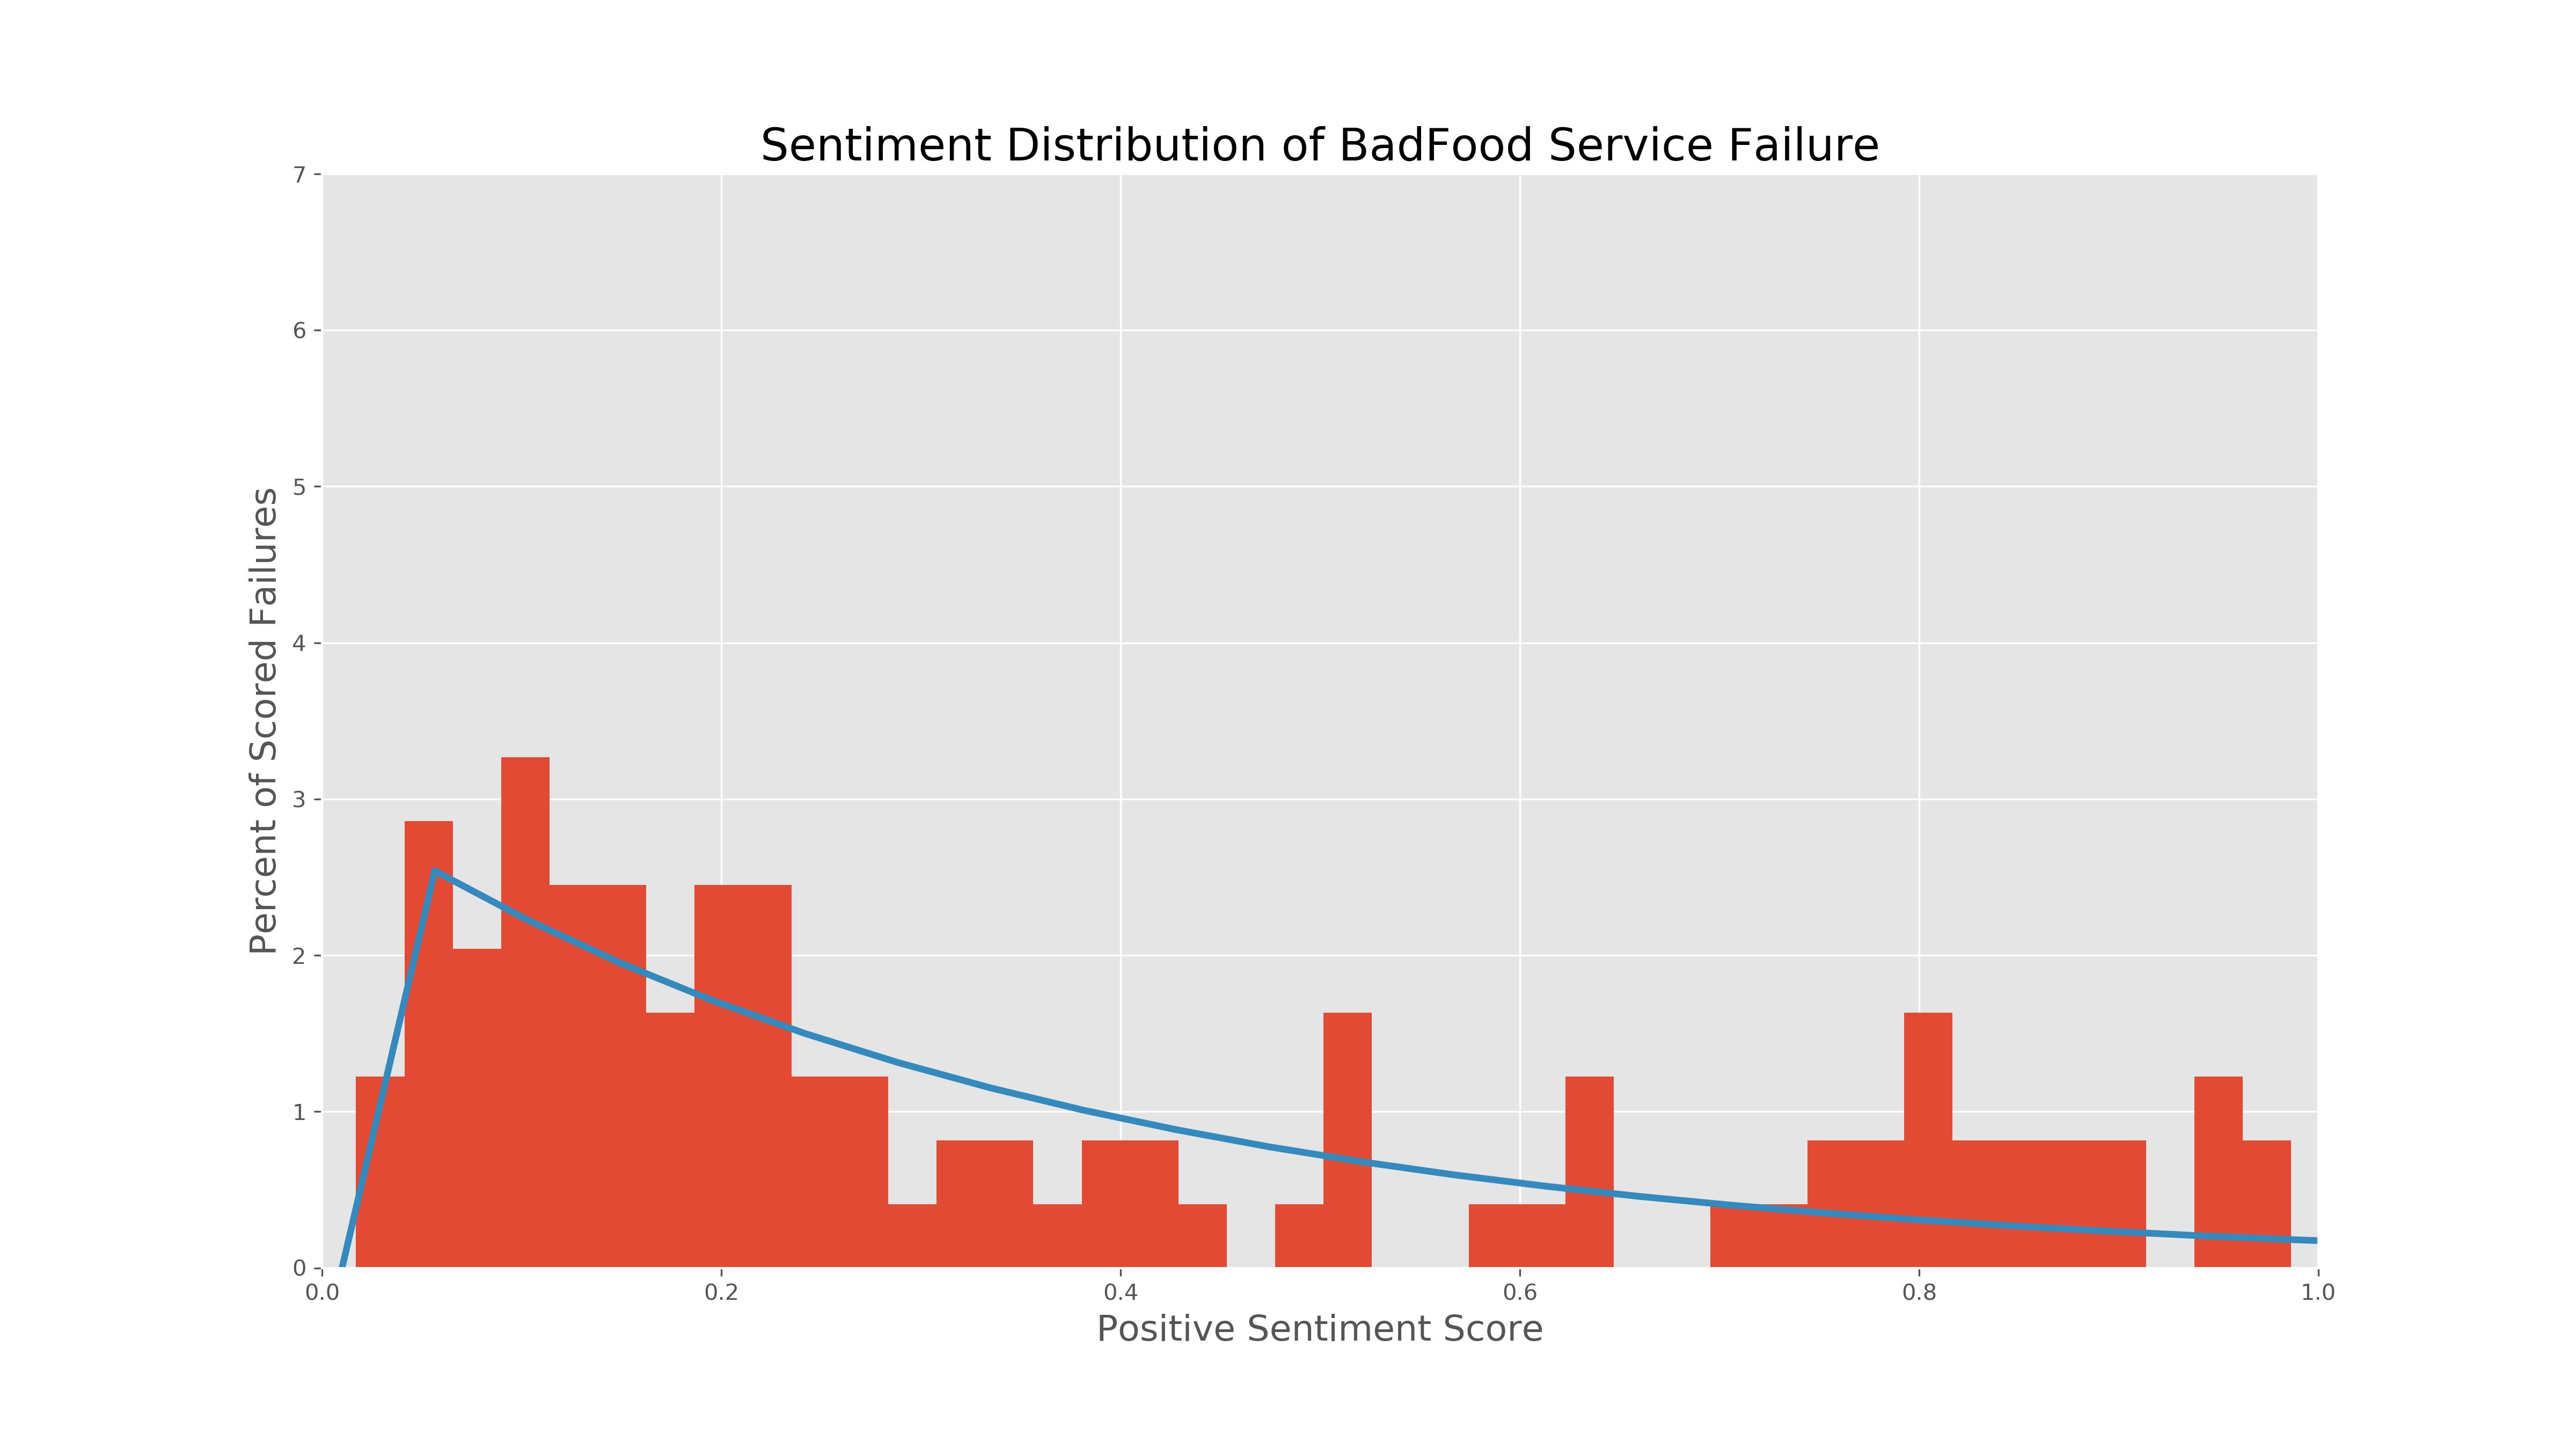 Sentiment Distribution of BadFood Service Failure
7
6
5
4
3
2
1
0
Percent of Scored Failures
0.0 0.2 0.4 0.6 0.8 1.0
Positive Sentiment Score